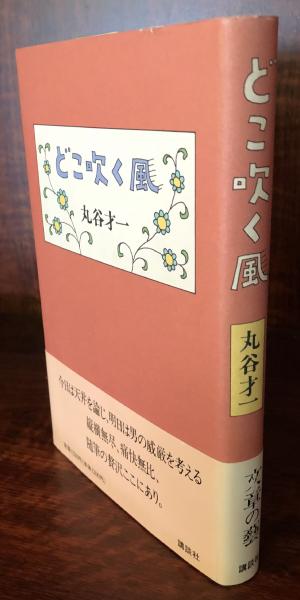 どこ吹く風
丸谷才一
今日は天丼を論じ、明日は男の威厳を考える
縦横無尽、痛快無比、
随筆の贅沢ここにあり。
講談社
どこ吹く風
丸谷才一
講談社